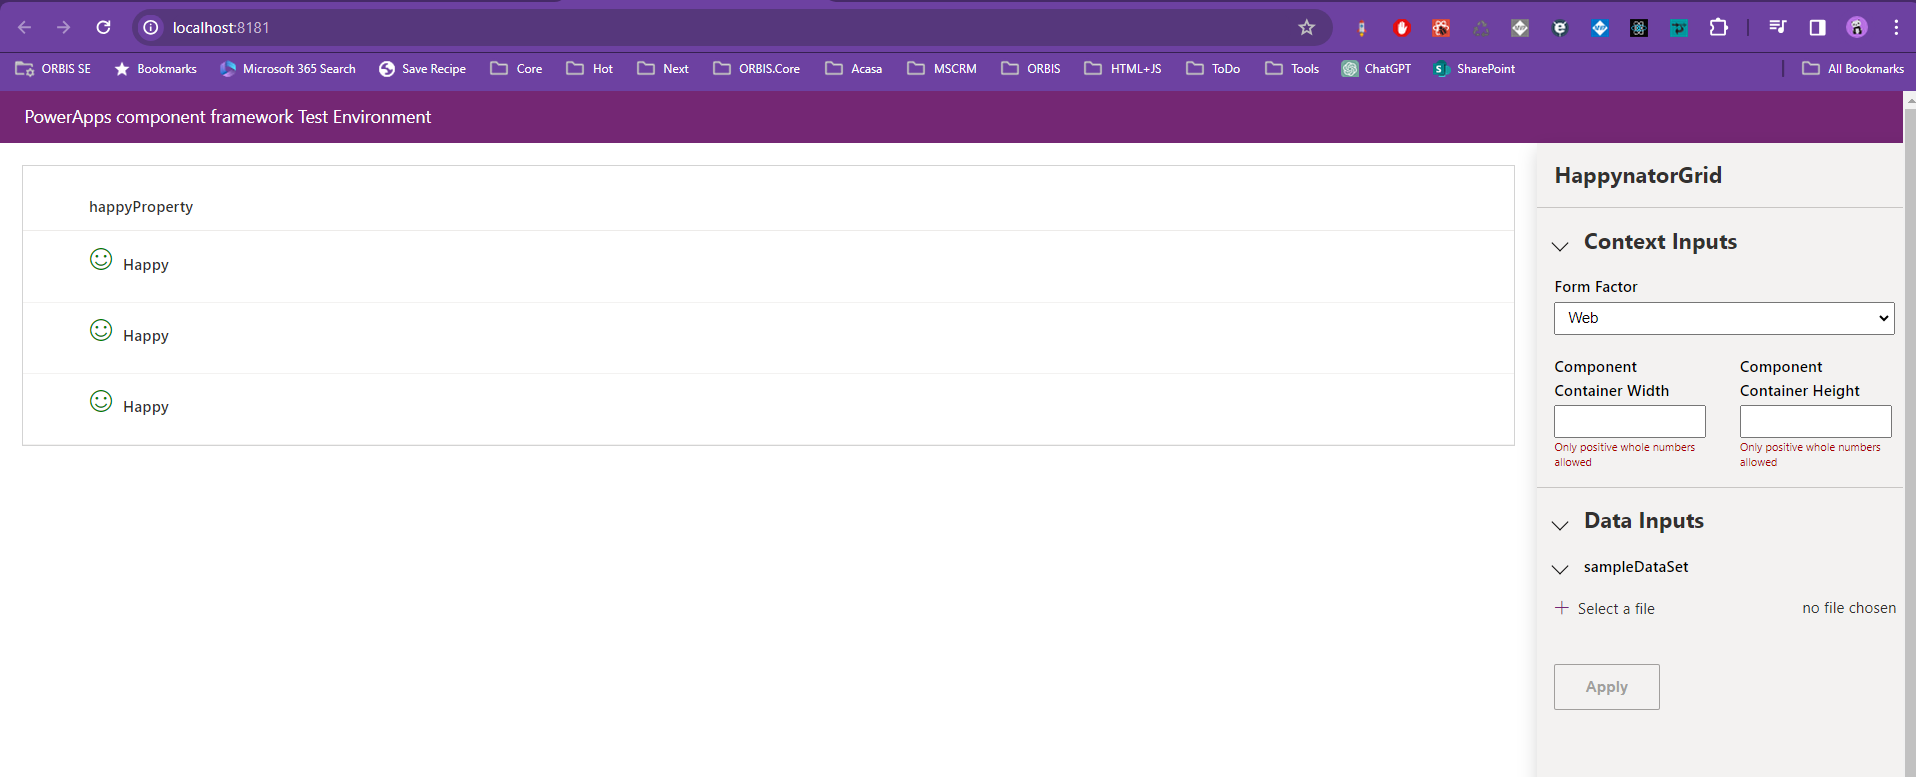 localhost:8181
ORBIS SE Bookmarks Microsoft 365 Search Save Recipe Core Hot Next ORBIS.Core Acasa MSCRM ORBIS HTML+JS ToDo Tools ChatGPT SharePoint All Bookmarks
PowerApps component framework Test Environment
happyProperty
Happy
Happy
Happy
HappynatorGrid
Context Inputs
Form Factor
Web
Component Container Width
Component Container Height
Only positive whole numbers allowed
Only positive whole numbers allowed
Data Inputs
sampleDataSet
Select a file no file chosen
Apply